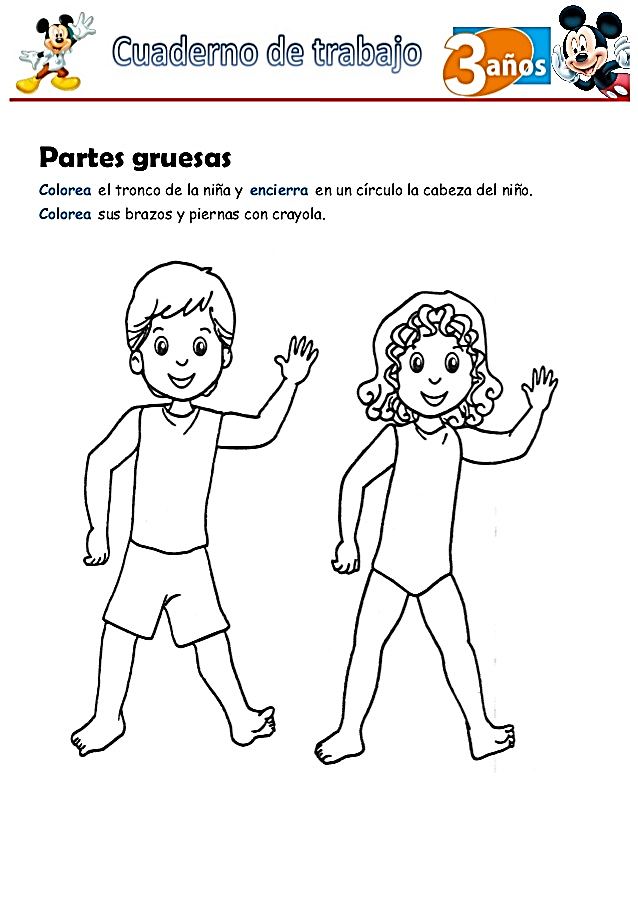 Cuaderno de trabajo
3 años
Partes gruesas
Colorea el tronco de la niña y encierra en un círculo la cabeza del niño.
Colorea sus brazos y piernas con crayola.